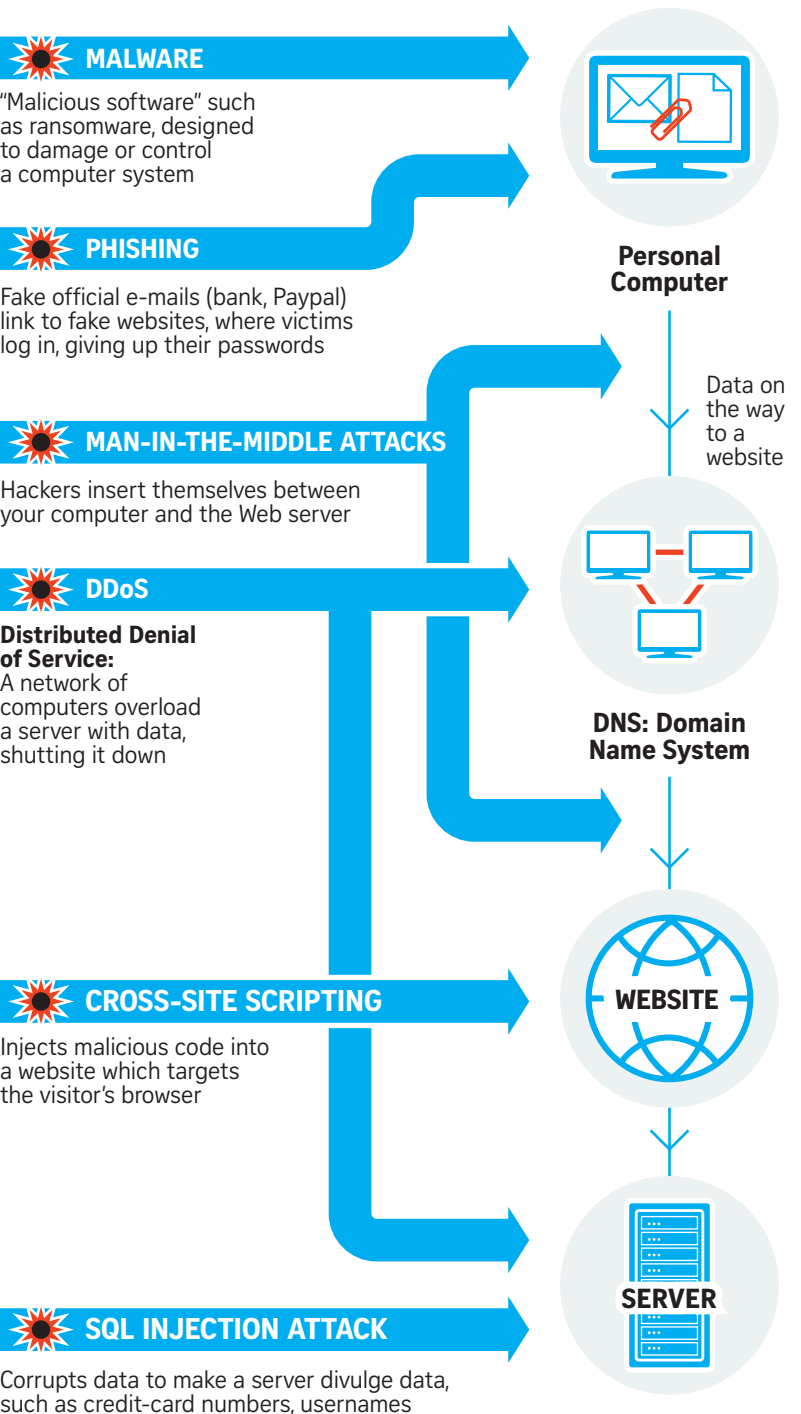 MALWARE
“Malicious software” such
as ransomware, designed
to damage or control
a computer system
PHISHING
Fake official e-mails (bank, Paypal)
link to fake websites, where victims
log in, giving up their passwords
Personal
Computer
Data on
the way
to a
website
MAN-IN-THE-MIDDLE ATTACKS
Hackers insert themselves between
your computer and the Web server
DDoS
Distributed Denial
of Service:
A network of
computers overload
a server with data,
shutting it down
DNS: Domain
Name System
CROSS-SITE SCRIPTING
Injects malicious code into
a website which targets
the visitor’s browser
WEBSITE
SERVER
SQL INJECTION ATTACK
Corrupts data to make a server divulge data,
such as credit-card numbers, usernames